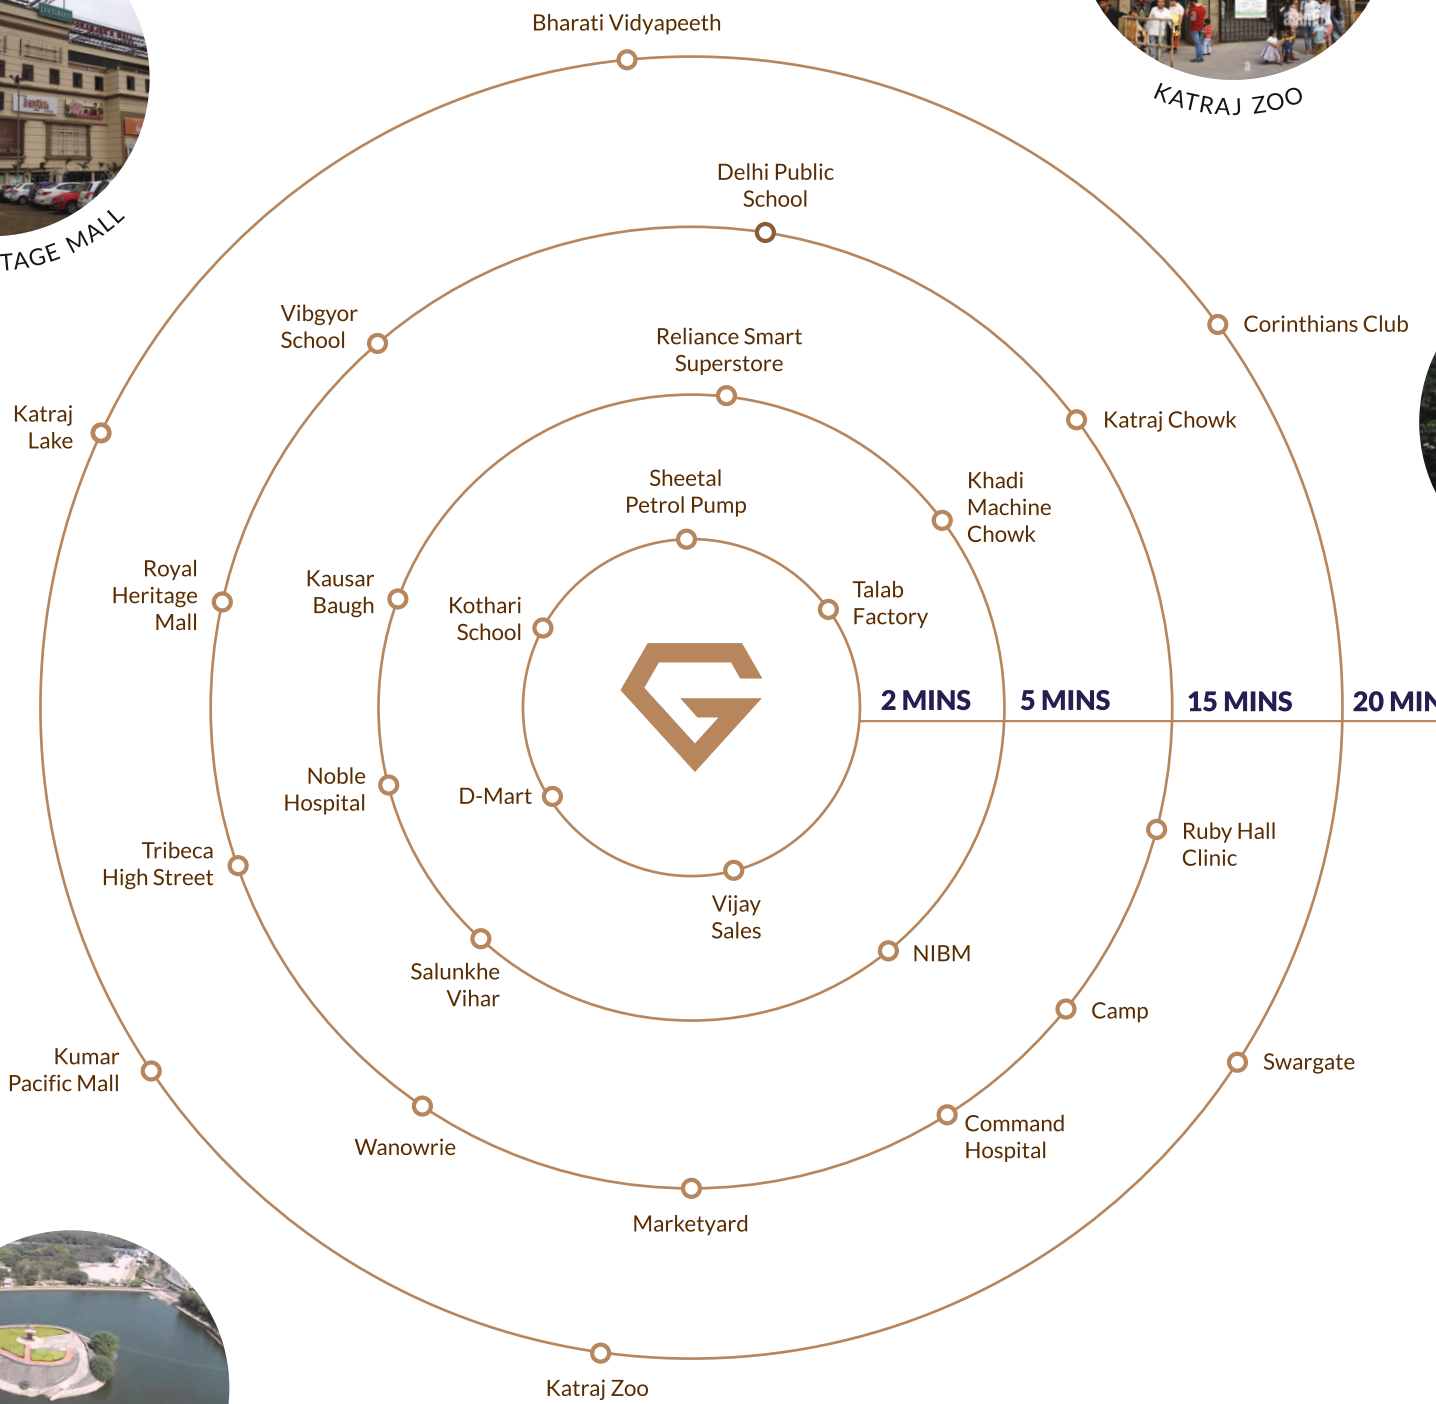 Bharati Vidyapeeth
KATRAJ ZOO
Delhi Public
School
TAGE MALL
Vibgyor
School
Corinthians Club
Reliance Smart
Superstore
Katraj
Lake
Katraj Chowk
Sheetal
Petrol Pump
Khadi
Machine
Chowk
Royal
Heritage
Mall
Kausar
Baugh
Kothari
School
Talab
Factory
2 MINS
5 MINS
15 MINS
20 MIN
Noble
Hospital
D-Mart
Tribeca
High Street
Ruby Hall
Clinic
Vijay
Sales
Salunkhe
Vihar
NIBM
Camp
Kumar
Pacific Mall
Swargate
Wanowrie
Command
Hospital
Marketyard
Katraj Zoo